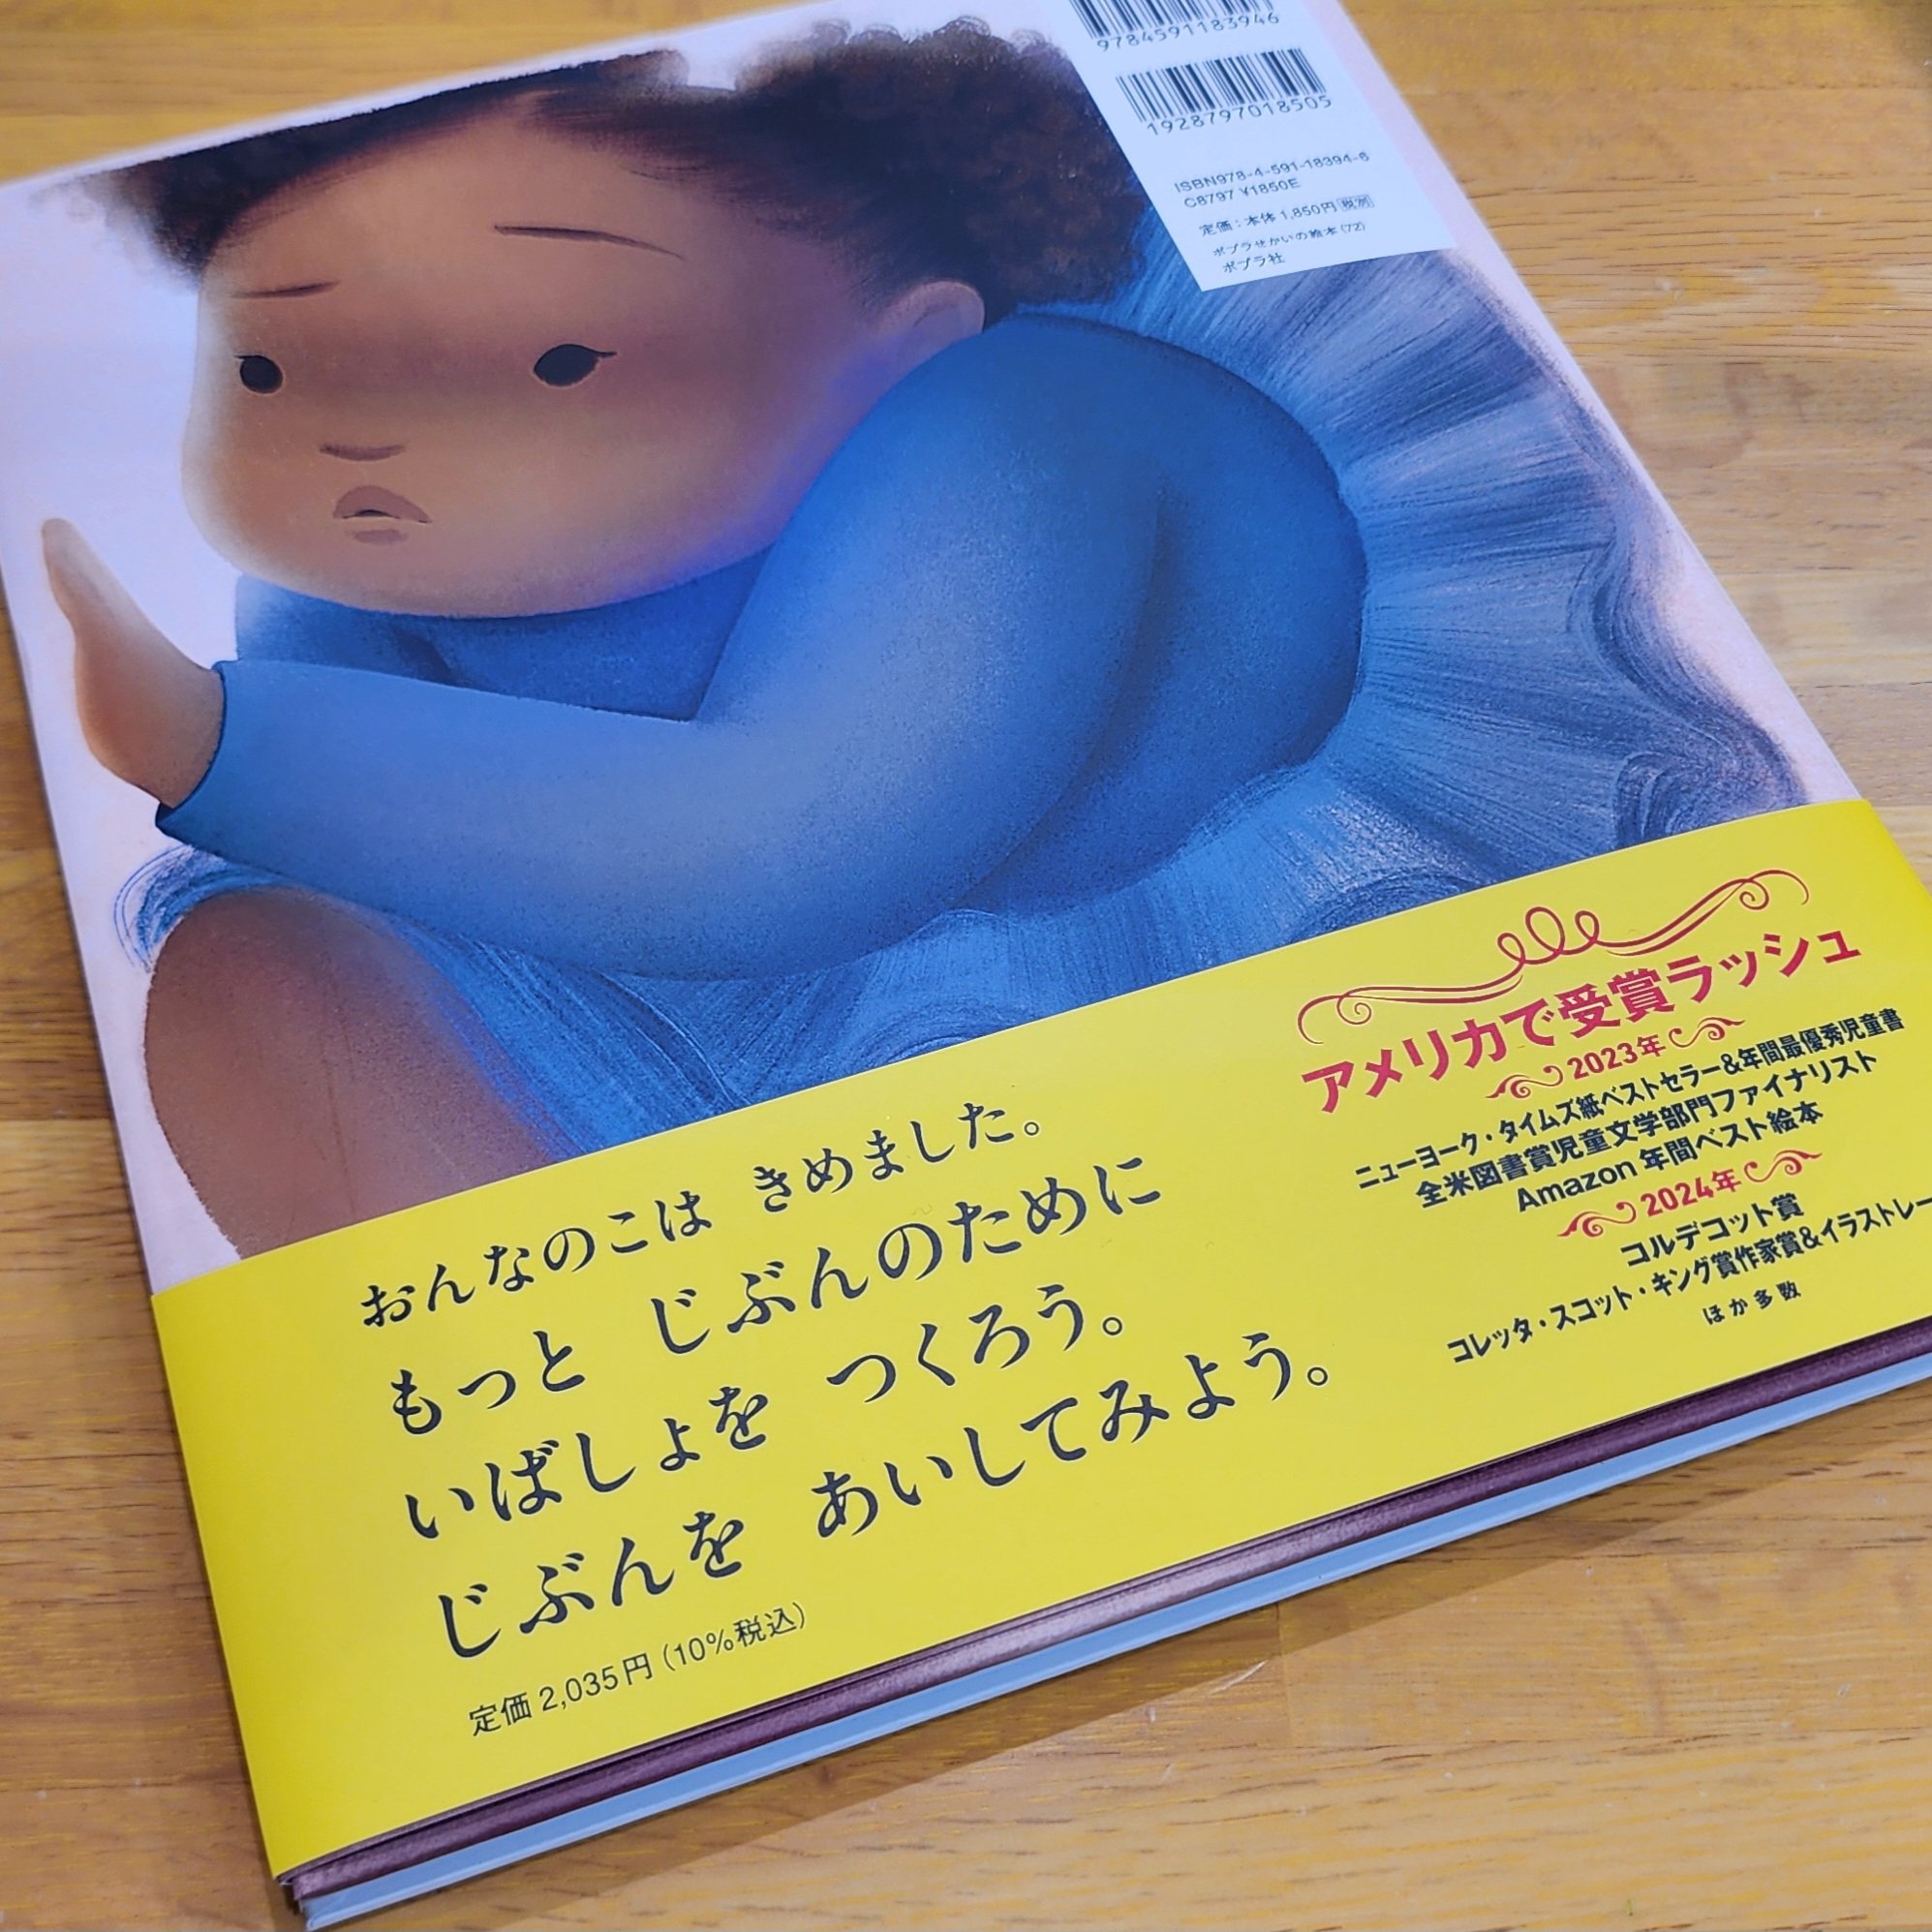 9784591183946
1928797018505
ISBN978-4-591-18394-6
C8797 ¥1850E
定価:本体1,850円 税別
ポプラせかいの絵本(72)
ポプラ社
アメリカで受賞ラッシュ
2023年
ニューヨーク・タイムズ紙ベストセラー&年間最優秀児童書
全米図書賞児童文学部門ファイナリスト
Amazon 年間ベスト絵本
2024年
コルデコット賞
コレッタ・スコット・キング賞作家賞&イラストレー
ほか多数
おんなのこは きめました。
もっと じぶんのために
いばしょを つくろう。
じぶんを あいしてみよう。
定価 2,035円(10%税込)